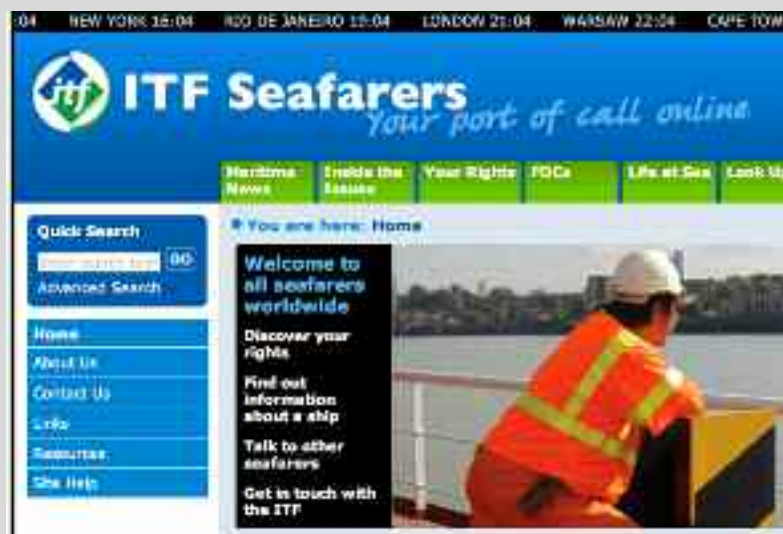 04 NEW YORK 16:04 RIO DE JANEIRO 19:04 LONDON 21:04 WARSAW 22:04 CAPE TOW
itf ITF Seafarers
Your port of call online
Maritime News
Inside the Issues
Your Rights
FOCs
Life at Sea
Look Up
Quick Search
GO
Advanced Search
Home
About Us
Contact Us
Links
Resources
Site Help
You are here: Home
Welcome to
all seafarers
worldwide
Discover your
rights
Find out
information
about a ship
Talk to other
seafarers
Get in touch with
the ITF